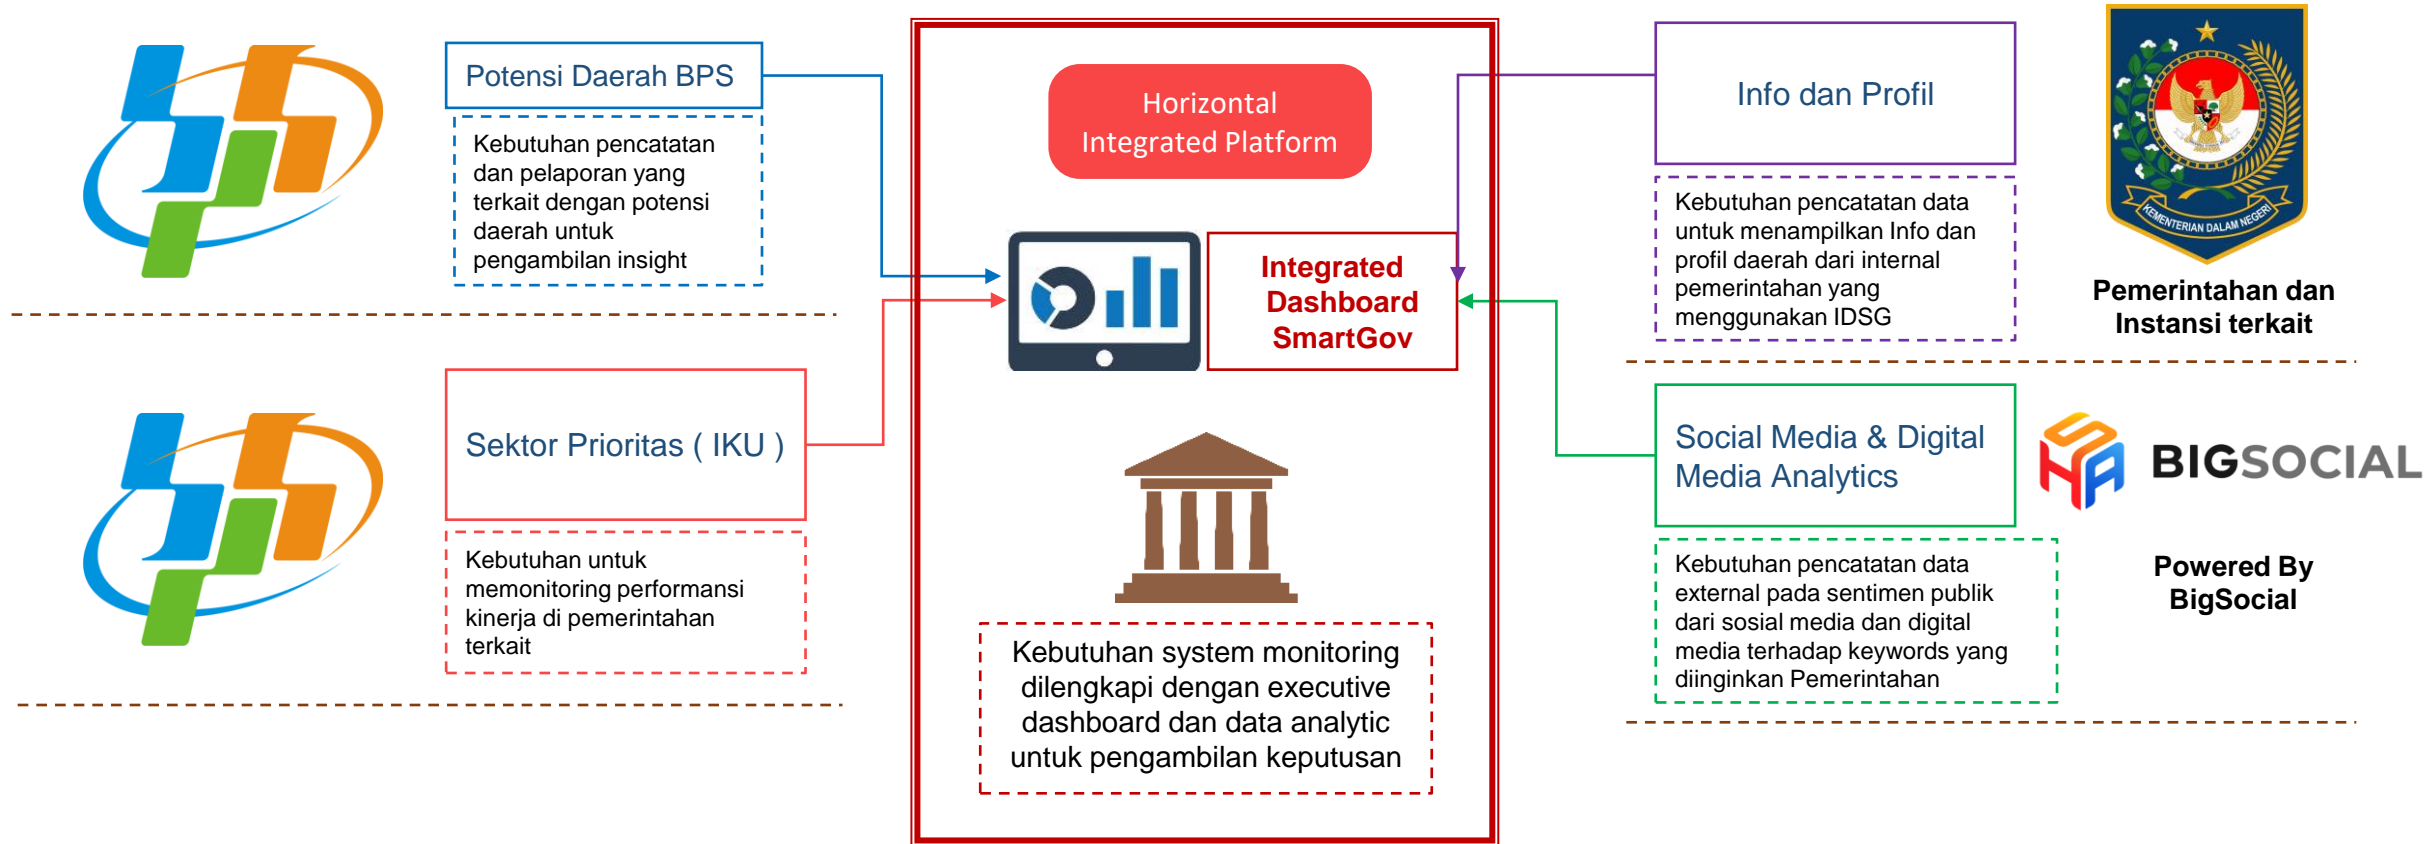 Potensi Daerah BPS
Kebutuhan pencatatan
dan pelaporan yang
terkait dengan potensi
daerah untuk
pengambilan insight
Sektor Prioritas ( IKU )
Kebutuhan untuk
memonitoring performansi
kinerja di pemerintahan
terkait
Horizontal
Integrated Platform
Integrated
Dashboard
SmartGov
Kebutuhan system monitoring
dilengkapi dengan executive
dashboard dan data analytic
untuk pengambilan keputusan
Info dan Profil
Kebutuhan pencatatan data
untuk menampilkan Info dan
profil daerah dari internal
pemerintahan yang
menggunakan IDSG
KEMENTERIAN DALAM NEGERI
Pemerintahan dan
Instansi terkait
Social Media & Digital
Media Analytics
Kebutuhan pencatatan data
external pada sentimen publik
dari sosial media dan digital
media terhadap keywords yang
diinginkan Pemerintahan
BIGSOCIAL
Powered By
BigSocial